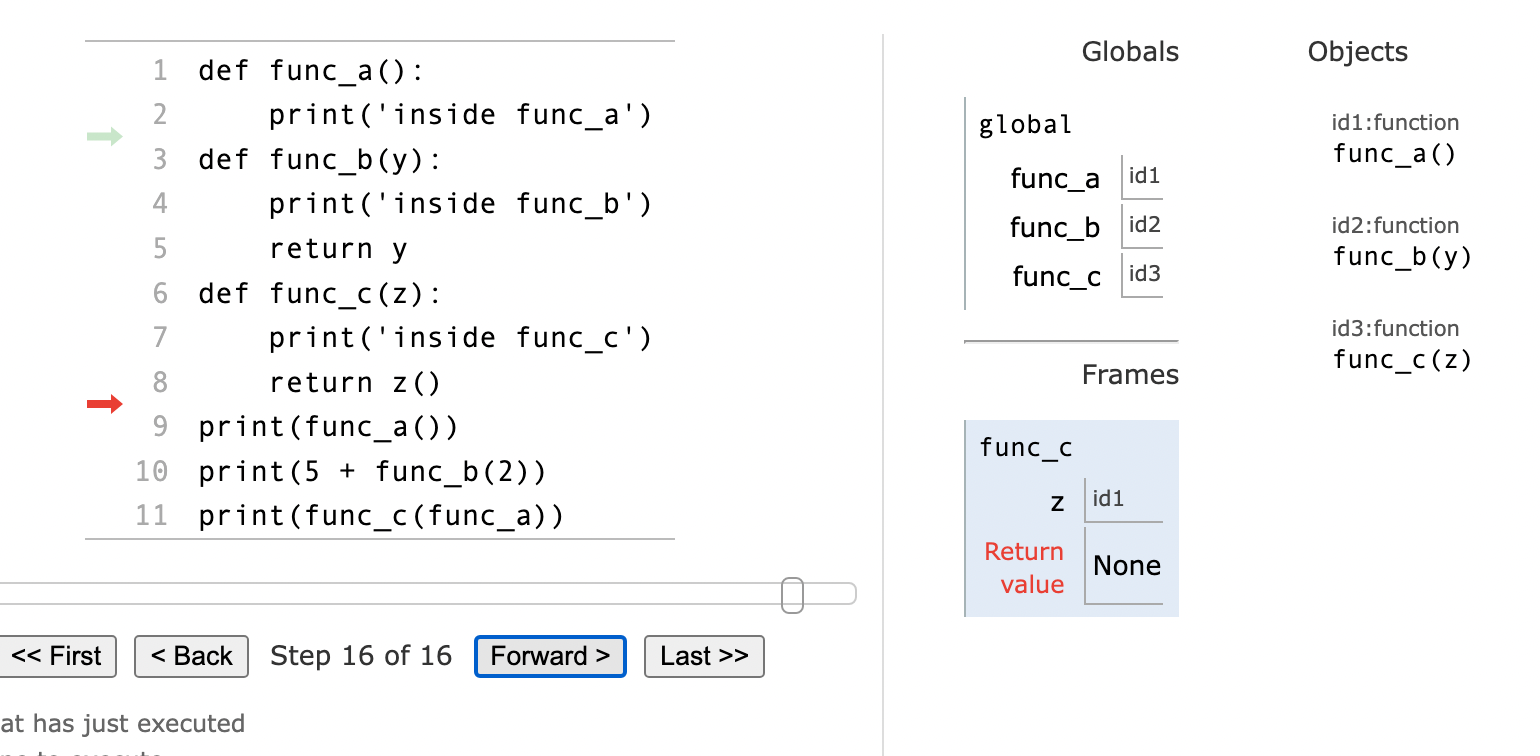 1 def func_a():
2     print('inside func_a')
3 def func_b(y):
4     print('inside func_b')
5     return y
6 def func_c(z):
7     print('inside func_c')
8     return z()
9 print(func_a())
10 print(5 + func_b(2))
11 print(func_c(func_a))
<< First < Back Step 16 of 16 Forward > Last >>
at has just executed
Globals
global
func_a id1
func_b id2
func_c id3
Frames
func_c
z id1
Return
value None
Objects
id1:function
func_a()
id2:function
func_b(y)
id3:function
func_c(z)